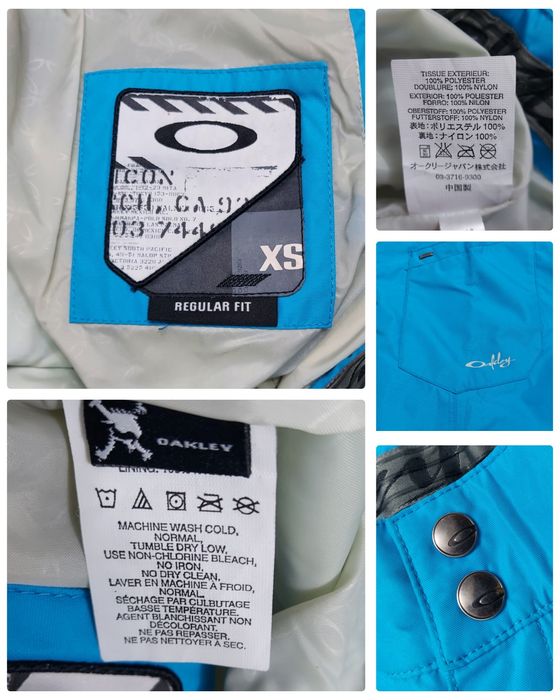 ICON
XS
REGULAR FIT
TISSUE EXTERIEUR:
100% POLYESTER
DOUBLURE: 100% NYLON
EXTERIOR: 100% POLIESTER
FORRO: 100% NILON
OBERSTOFF: 100% POLYESTER
FUTTERSTOFF: 100% NYLON
表地: ポリエステル 100%
裏地: ナイロン 100%
オークリージャパン株式会社
03-3716-9300
中国製
Oakley
OAKLEY
MACHINE WASH COLD,
NORMAL,
TUMBLE DRY LOW,
USE NON-CHLORINE BLEACH,
NO IRON,
NO DRY CLEAN,
LAVER EN MACHINE À FROID,
NORMAL,
SÉCHAGE PAR CULBUTAGE
BASSE TEMPÉRATURE.
AGENT BLANCHISSANT NON
DÉCOLORANT.
NE PAS REPASSER.
NE PAS NETTOYER À SEC.